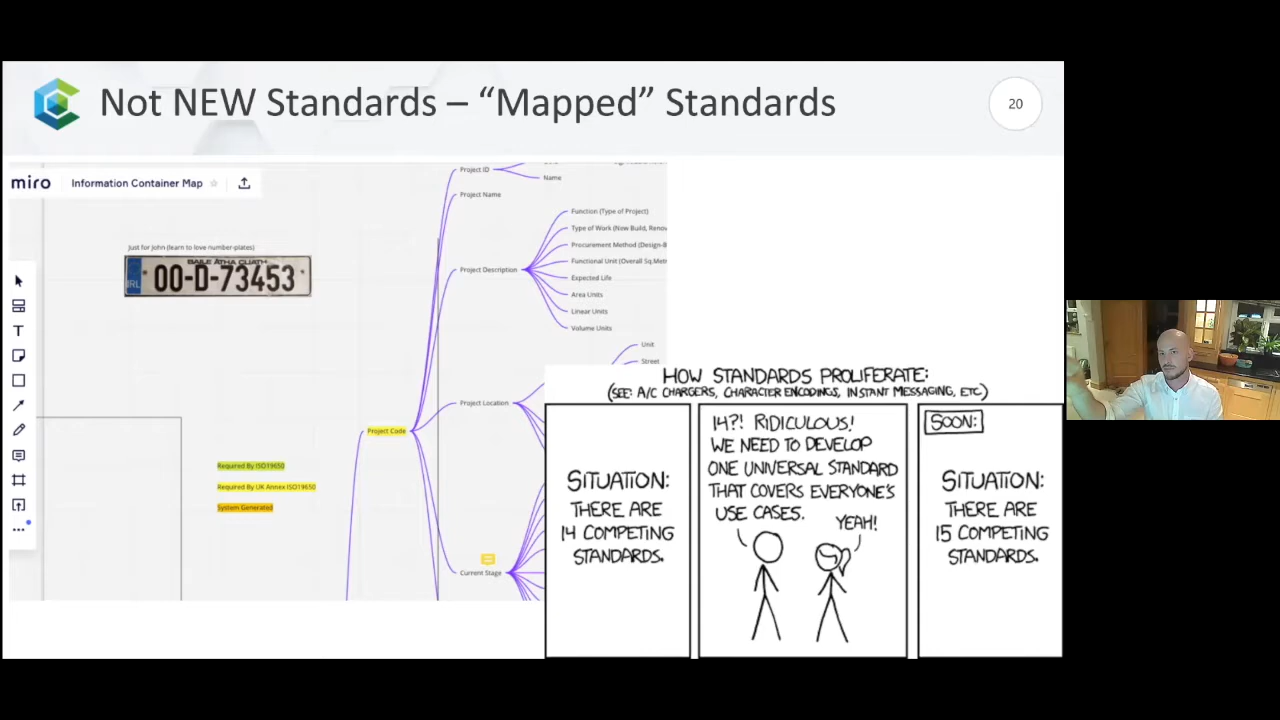 Not NEW Standards – “Mapped” Standards
20
miro
Information Container Map
Just for John (learn to love number-plates)
BAILE ÁTHA CLIATH
IRL
00-D-73453
Required By ISO19650
Required By UK Annex ISO19650
System Generated
Project Code
Project ID
Name
Project Name
Project Description
Function (Type of Project)
Type of Work (New Build, Renov
Procurement Method (Design-B
Functional Unit (Overall Sq.Metr
Expected Life
Area Units
Linear Units
Volume Units
Project Location
Unit
Street
Current Stage
HOW STANDARDS PROLIFERATE:
(SEE: A/C CHARGERS, CHARACTER ENCODINGS, INSTANT MESSAGING, ETC.)
SITUATION:
THERE ARE
14 COMPETING
STANDARDS.
14?! RIDICULOUS!
WE NEED TO DEVELOP
ONE UNIVERSAL STANDARD
THAT COVERS EVERYONE'S
USE CASES.
YEAH!
SOON:
SITUATION:
THERE ARE
15 COMPETING
STANDARDS.